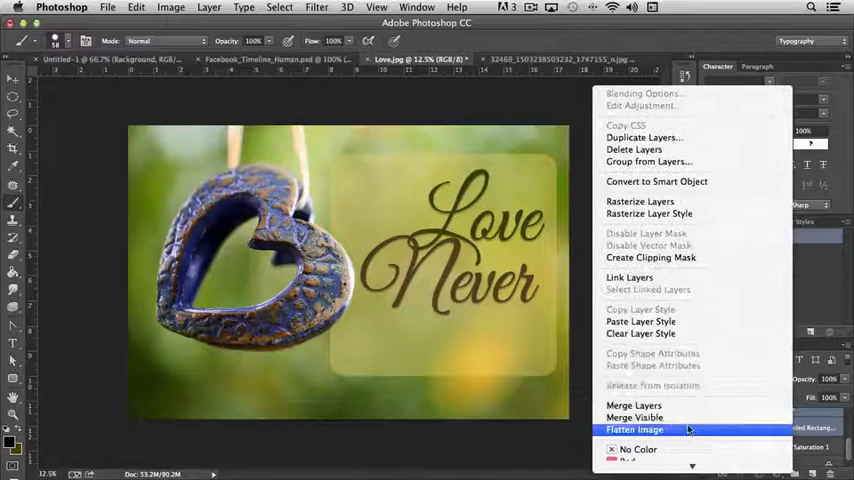 Photoshop File Edit Image Layer Type Select Filter 3D View Window Help
Adobe Photoshop CC
58 Mode: Normal Opacity: 100% Flow: 100% Typography
Untitled-1 @ 66.7% (Background, RGB/... Facebook_Timeline_Human.psd @ 100% (... Love.jpg @ 12.5% (RGB/8) * 32469_1503238503232_1747155_n.jpg ...
Character Paragraph
Love
Never
Blending Options...
Edit Adjustment...
Copy CSS
Duplicate Layers...
Delete Layers
Group from Layers...
Convert to Smart Object
Rasterize Layers
Rasterize Layer Style
Disable Layer Mask
Disable Vector Mask
Create Clipping Mask
Link Layers
Select Linked Layers
Copy Layer Style
Paste Layer Style
Clear Layer Style
Copy Shape Attributes
Paste Shape Attributes
Release from Isolation
Merge Layers
Merge Visible
Flatten Image
No Color
100%
Sharp
Styles
Opacity: 100%
Fill: 100%
Saturation 1
12.5% Doc: 53.2M/90.2M